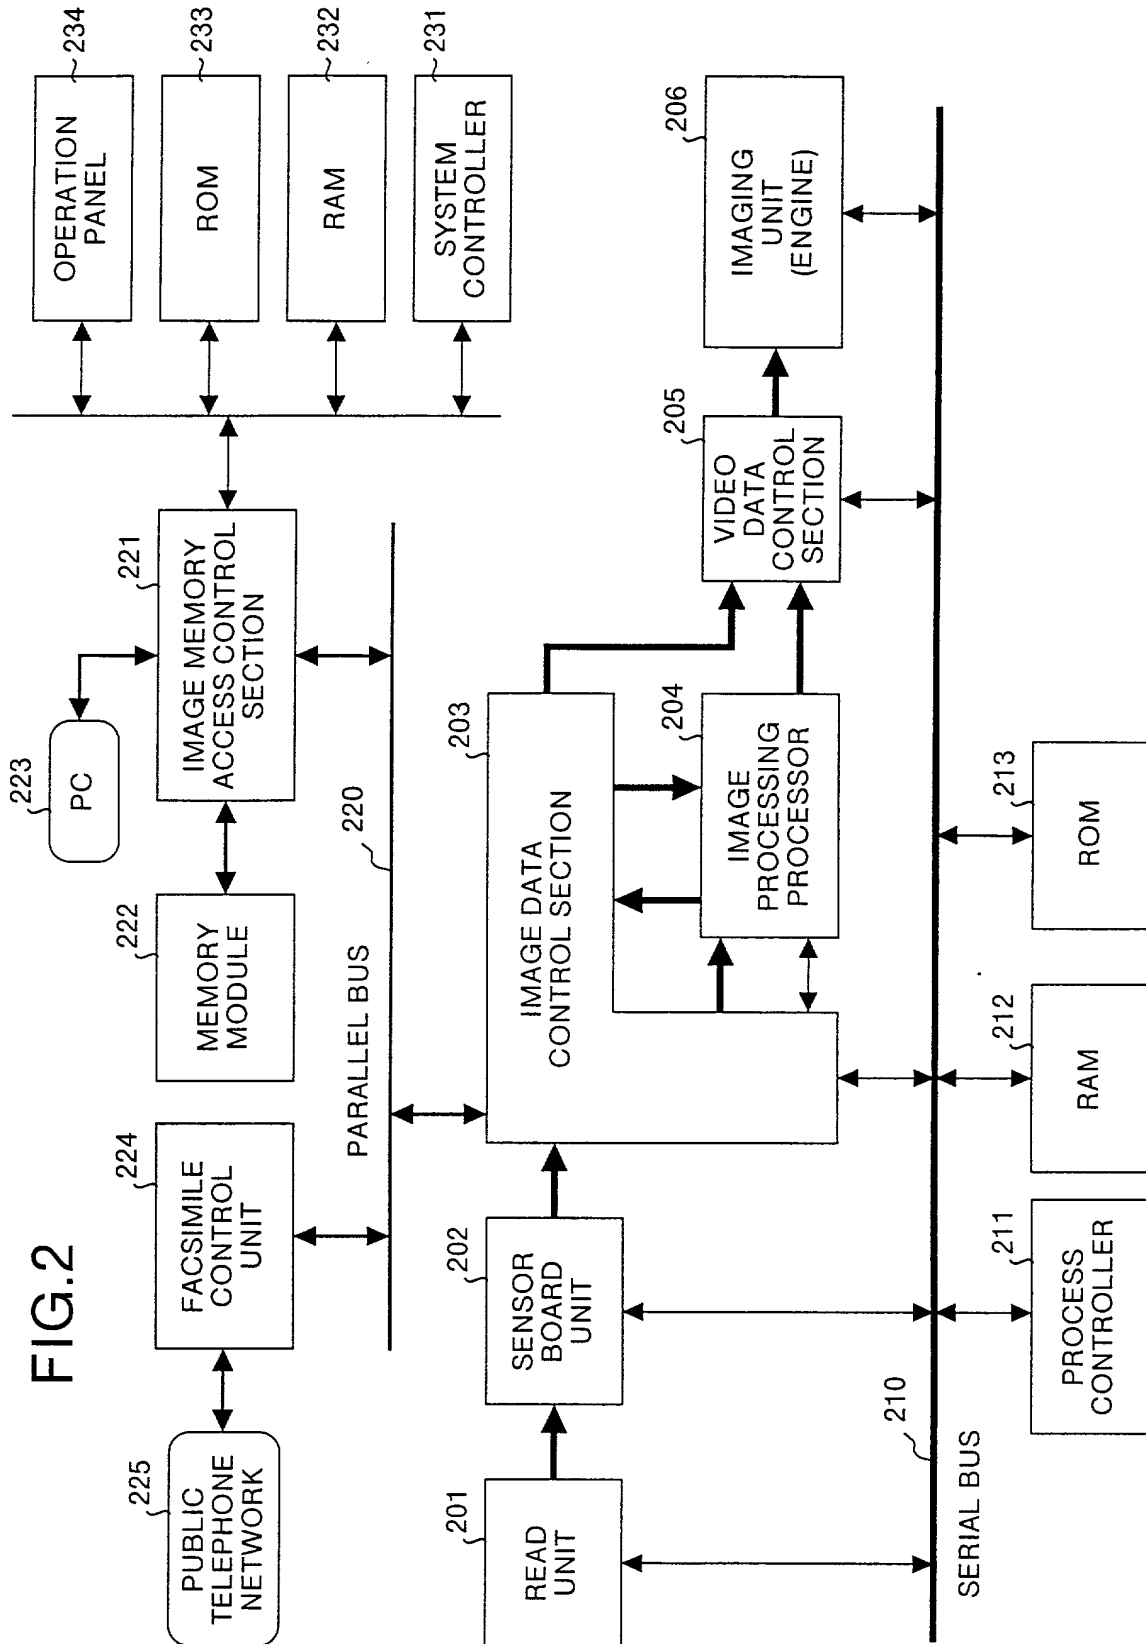 FIG.2
225
PUBLIC
TELEPHONE
NETWORK
224
FACSIMILE
CONTROL
UNIT
222
MEMORY
MODULE
223
PC
221
IMAGE MEMORY
ACCESS CONTROL
SECTION
234
OPERATION
PANEL
233
ROM
232
RAM
231
SYSTEM
CONTROLLER
PARALLEL BUS
220
201
READ
UNIT
202
SENSOR
BOARD
UNIT
203
IMAGE DATA
CONTROL SECTION
204
IMAGE
PROCESSING
PROCESSOR
205
VIDEO
DATA
CONTROL
SECTION
206
IMAGING
UNIT
(ENGINE)
SERIAL BUS
210
211
PROCESS
CONTROLLER
212
RAM
213
ROM